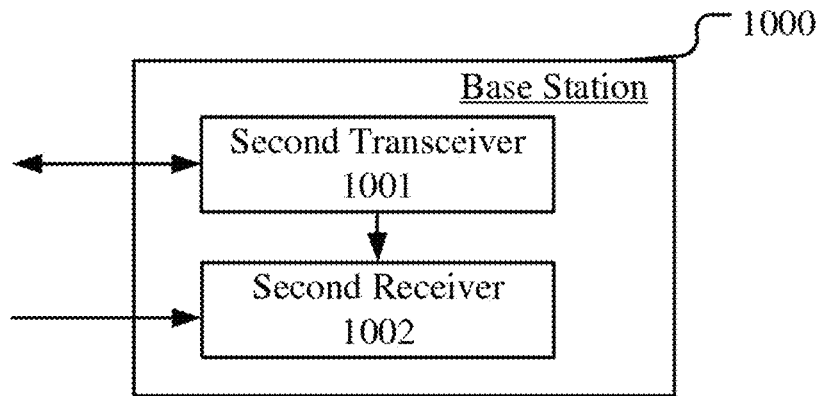 1000
Base Station
Second Transceiver
1001
Second Receiver
1002